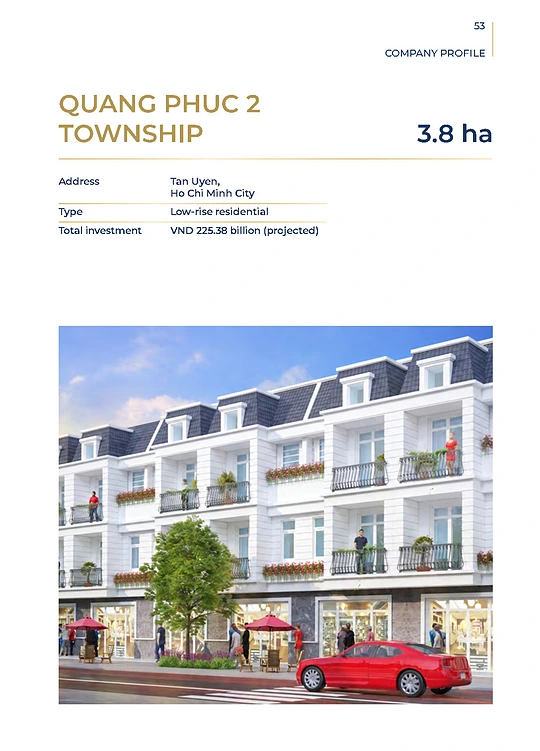 53
COMPANY PROFILE
QUANG PHUC 2
TOWNSHIP
3.8 ha
Address
Tan Uyen,
Ho Chi Minh City
Type
Low-rise residential
Total investment
VND 225.38 billion (projected)